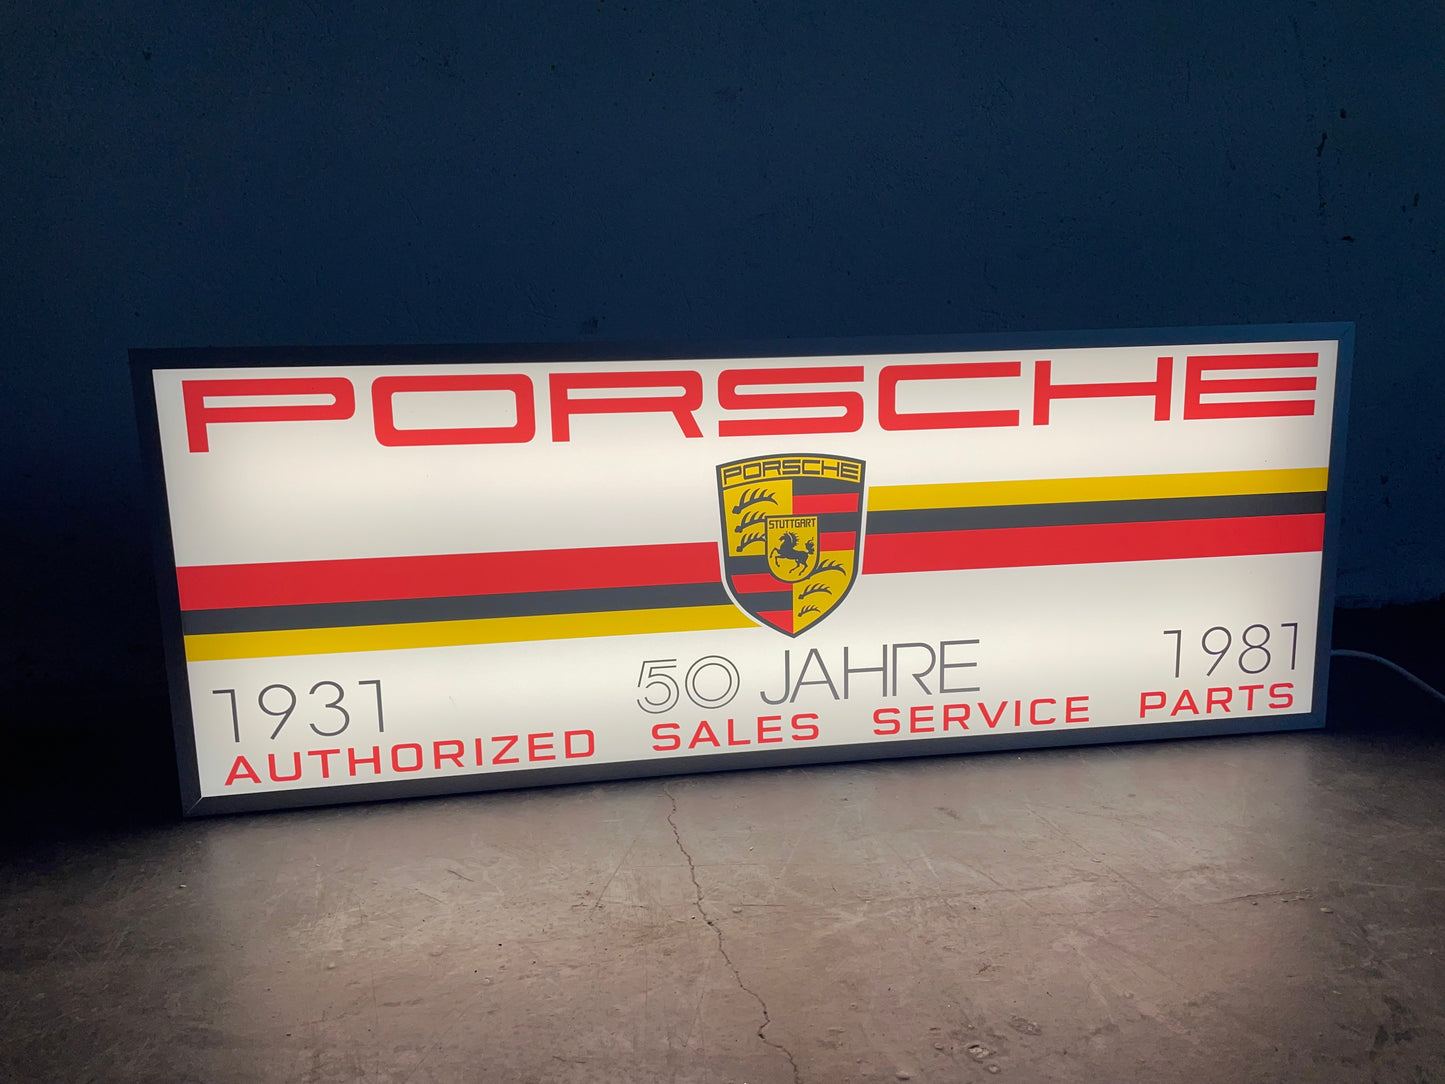 PORSCHE
PORSCHE
STUTTGART
1931 50 JAHRE 1981
AUTHORIZED SALES SERVICE PARTS